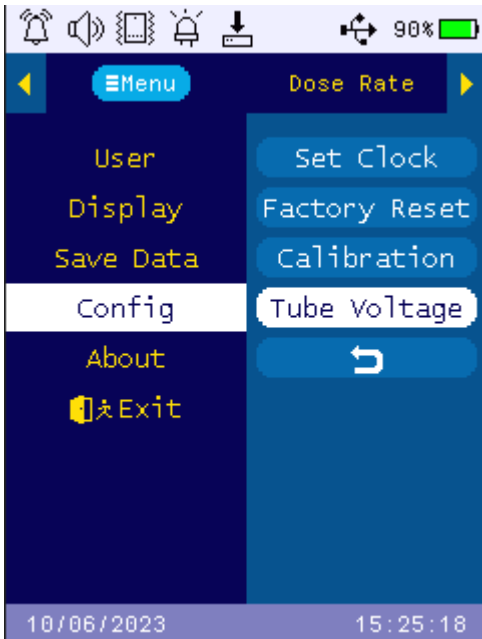 90%
Menu Dose Rate
User Set Clock
Display Factory Reset
Save Data Calibration
Config Tube Voltage
About
Exit
10/06/2023 15:25:18